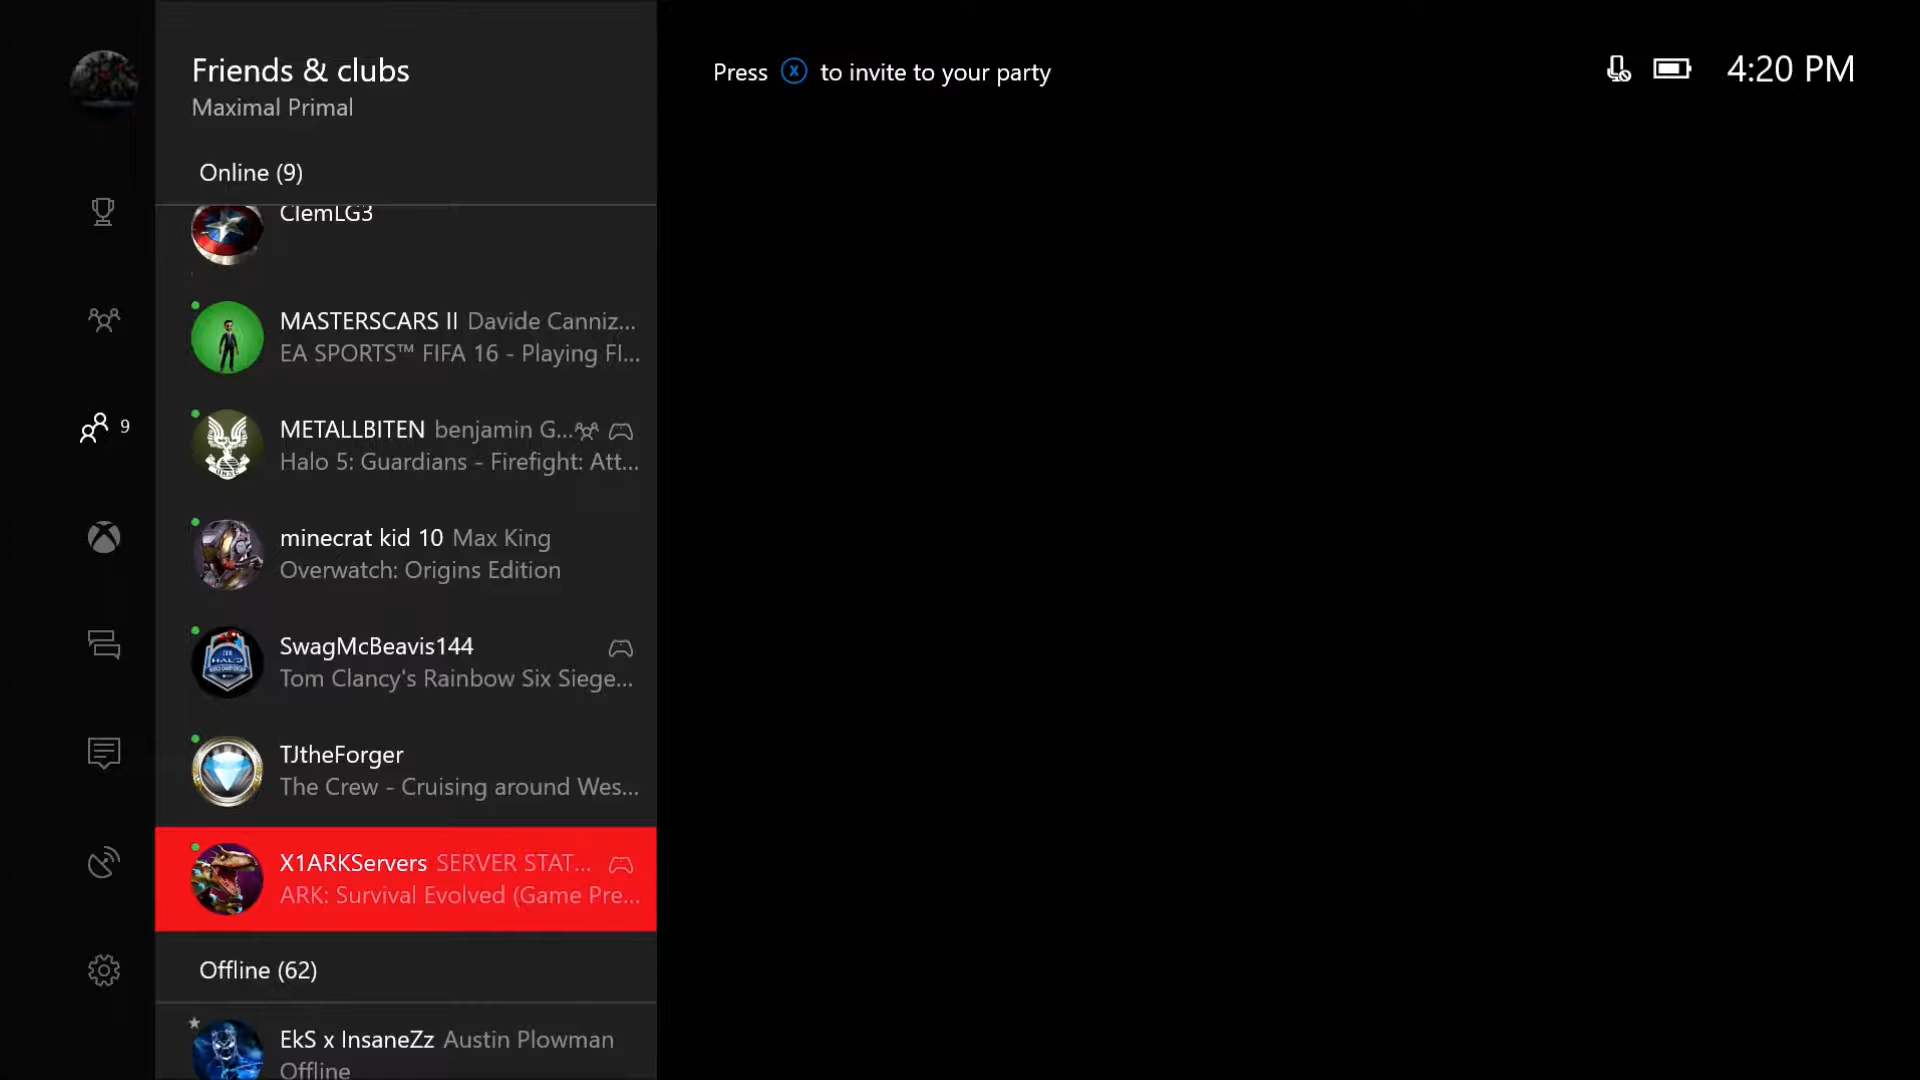 Friends & clubs
Maximal Primal
Press X to invite to your party
4:20 PM
Online (9)
ClemLG3
MASTERSCARS II Davide Canniz...
EA SPORTS™ FIFA 16 - Playing FI...
9
METALLBITEN benjamin G...
Halo 5: Guardians - Firefight: Att...
minecrat kid 10 Max King
Overwatch: Origins Edition
SwagMcBeavis144
Tom Clancy's Rainbow Six Siege...
TJtheForger
The Crew - Cruising around Wes...
X1ARKServers SERVER STAT...
ARK: Survival Evolved (Game Pre...
Offline (62)
EkS x InsaneZz Austin Plowman
Offline